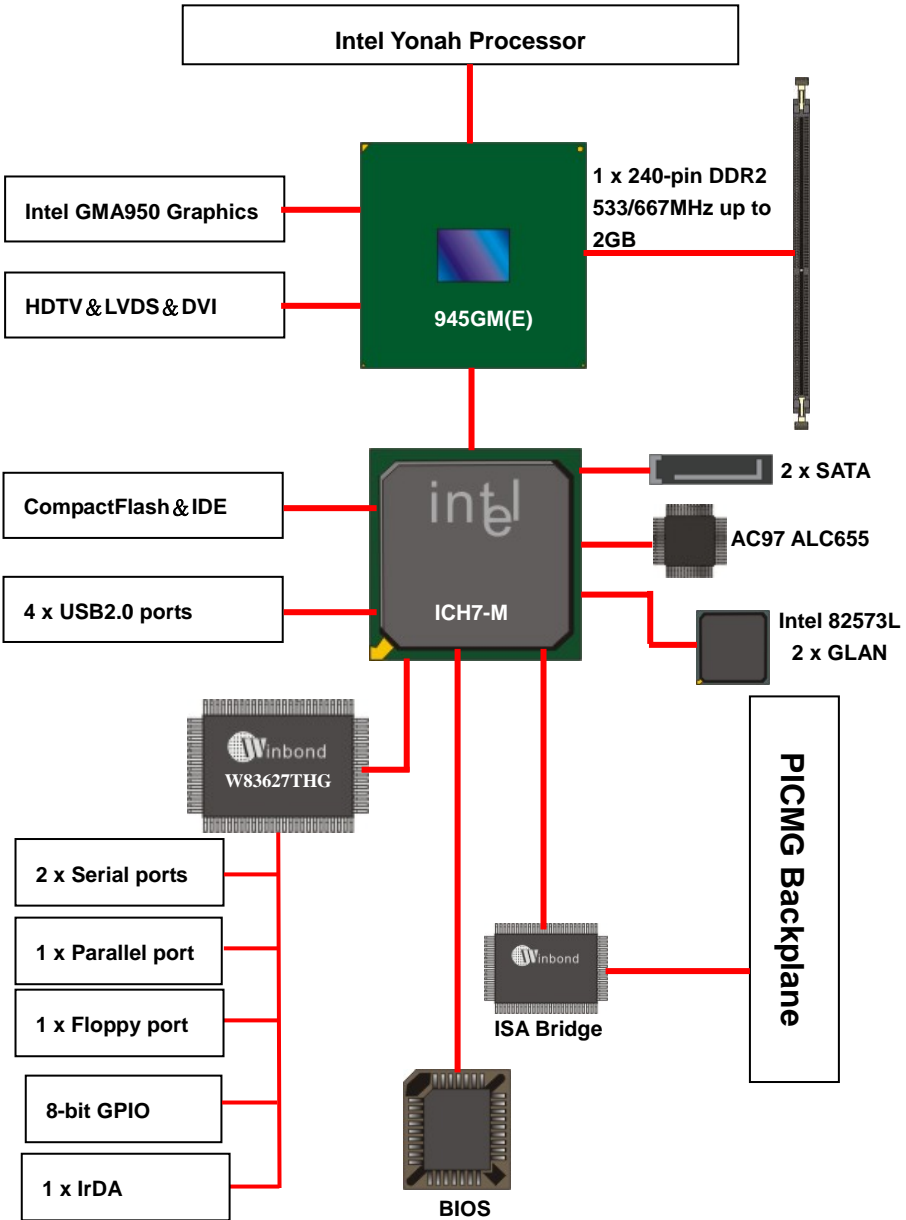 Intel Yonah Processor
1 x 240-pin DDR2
533/667MHz up to
2GB
Intel GMA950 Graphics
HDTV&LVDS&DVI
945GM(E)
intel
ICH7-M
CompactFlash&IDE
4 x USB2.0 ports
2 x SATA
AC97 ALC655
Intel 82573L
2 x GLAN
Winbond
W83627THG
PICMG Backplane
2 x Serial ports
1 x Parallel port
1 x Floppy port
8-bit GPIO
1 x IrDA
Winbond
ISA Bridge
BIOS